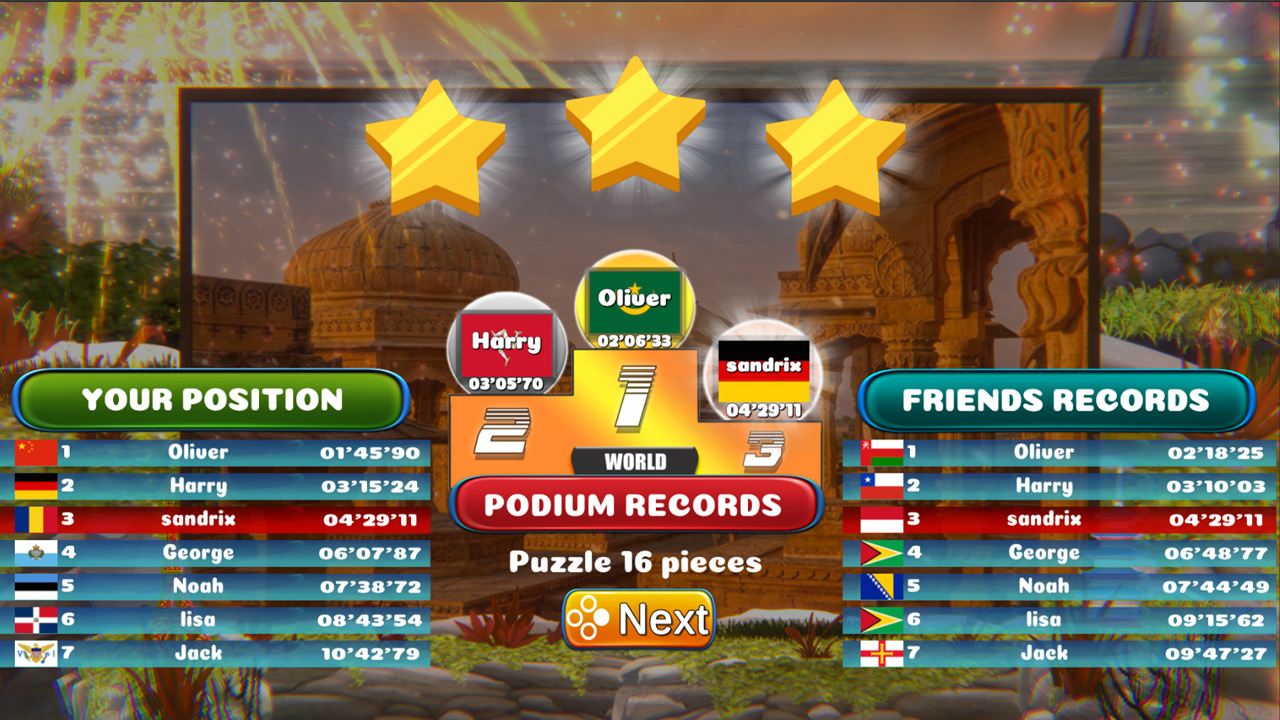 Oliver
02'06'33
Harry
03'05'70
sandrix
04'29'11
1
2
3
WORLD
PODIUM RECORDS
Puzzle 16 pieces
Next
YOUR POSITION
1 Oliver 01'45'90
2 Harry 03'15'24
3 sandrix 04'29'11
4 George 06'07'87
5 Noah 07'38'72
6 lisa 08'43'54
7 Jack 10'42'79
FRIENDS RECORDS
1 Oliver 02'18'25
2 Harry 03'10'03
3 sandrix 04'29'11
4 George 06'48'77
5 Noah 07'44'49
6 lisa 09'15'62
7 Jack 09'47'27